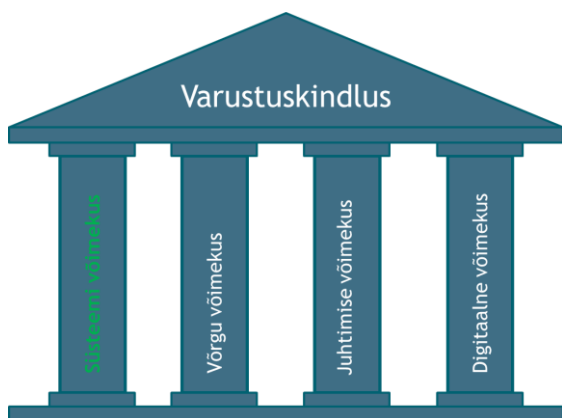 Varustuskindlus
Süsteemi võimekus
Võrgu võimekus
Juhtimise võimekus
Digitaalne võimekus